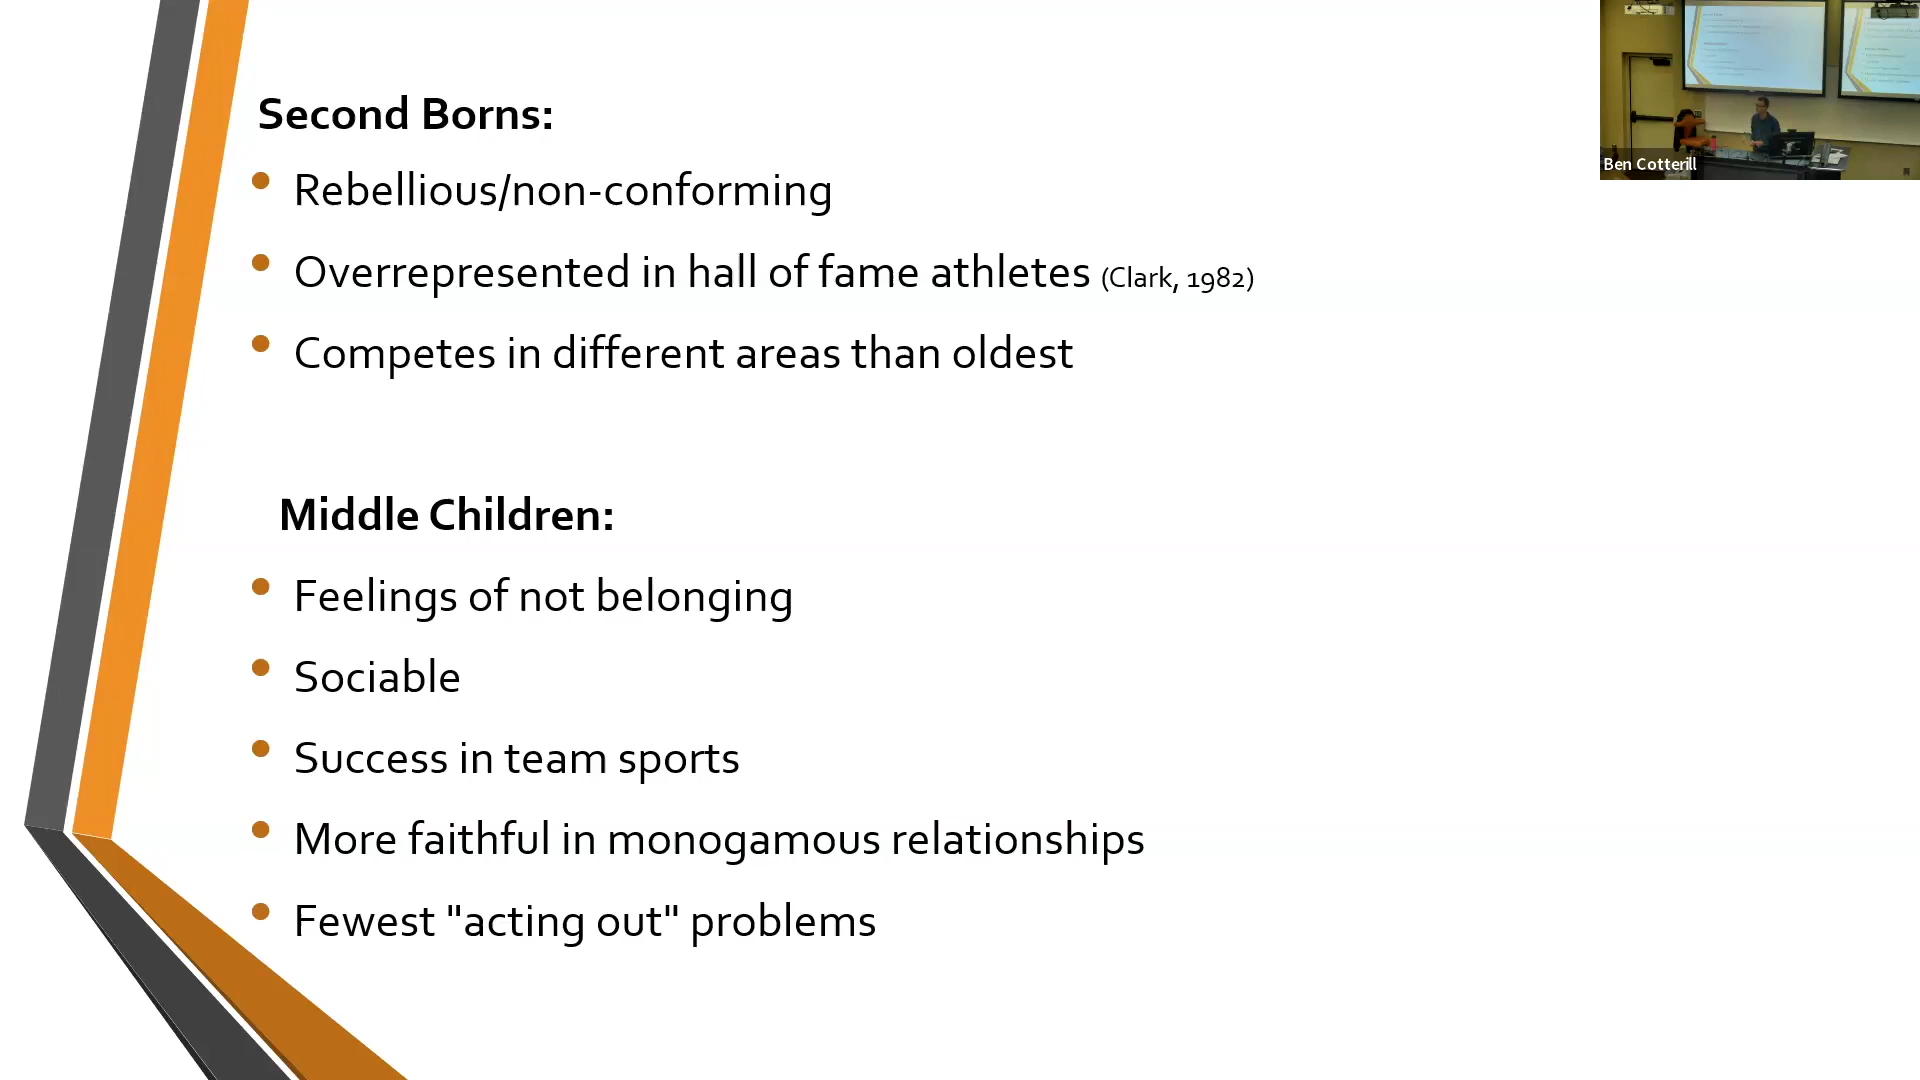 Second Borns:
Rebellious/non-conforming
Overrepresented in hall of fame athletes (Clark, 1982)
Competes in different areas than oldest
Middle Children:
Feelings of not belonging
Sociable
Success in team sports
More faithful in monogamous relationships
Fewest "acting out" problems
Ben Cotterill